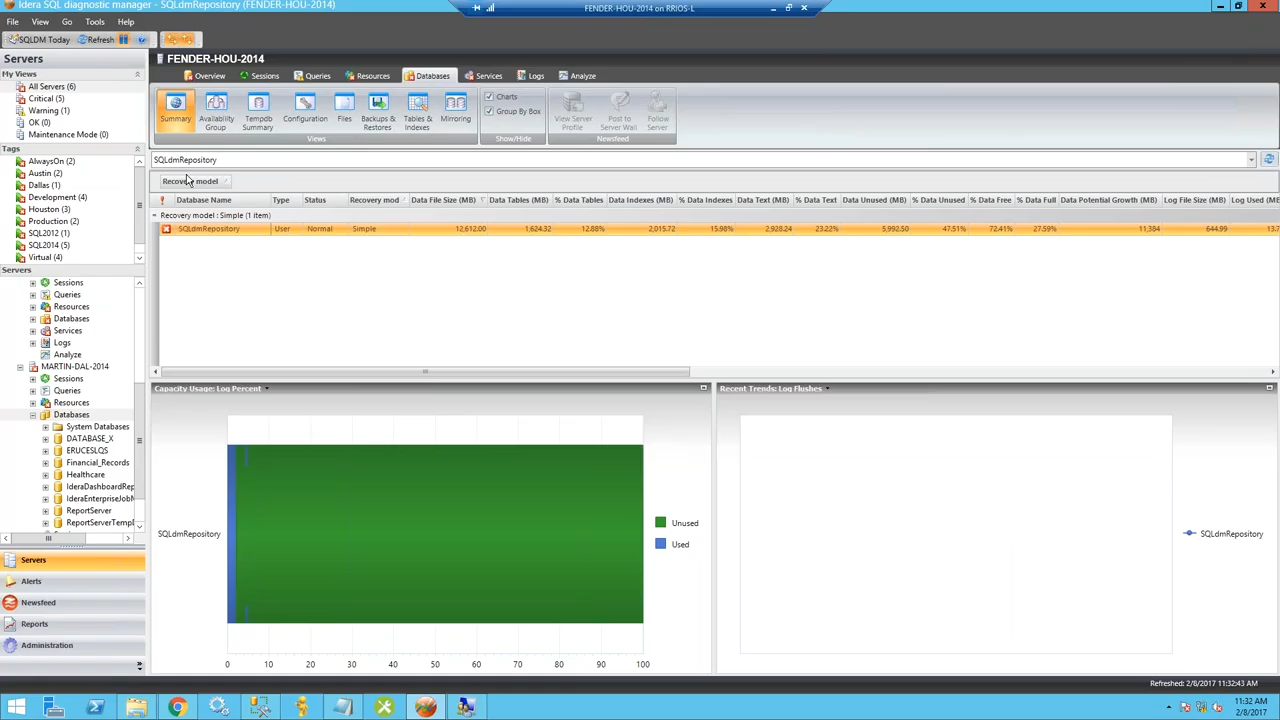 Idera SQL diagnostic manager - SQLdmRepository (FENDER-HOU-2014)
FENDER-HOU-2014 on RRIOS-L
File View Go Tools Help
SQLDM Today Refresh
Servers
FENDER-HOU-2014
My Views
Overview Sessions Queries Resources Databases Services Logs Analyze
All Servers (6)
Critical (5)
Warning (1)
OK (0)
Maintenance Mode (0)
Summary
Availability Group
Tempdb Summary
Configuration
Files
Backups & Restores
Tables & Indexes
Mirroring
Views
Charts
Group By Box
Show/Hide
View Server Profile
Post to Server Wall
Follow Server
Newsfeed
Tags
AlwaysOn (2)
Austin (2)
Dallas (1)
Development (4)
Houston (3)
Production (2)
SQL2012 (1)
SQL2014 (5)
Virtual (4)
SQLdmRepository
Recovery model
Database Name Type Status Recovery mod Data File Size (MB) Data Tables (MB) % Data Tables Data Indexes (MB) % Data Indexes Data Text (MB) % Data Text Data Unused (MB) % Data Unused % Data Free % Data Full Data Potential Growth (MB) Log File Size (MB) Log Used (MB)
Recovery model : Simple (1 item)
SQLdmRepository User Normal Simple 12,612.00 1,624.32 12.88% 2,015.72 15.98% 2,928.24 23.22% 5,992.50 47.51% 72.41% 27.59% 11,384 644.99 13.7
Servers
Sessions
Queries
Resources
Databases
Services
Logs
Analyze
MARTIN-DAL-2014
Sessions
Queries
Resources
Databases
System Databases
DATABASE_X
ERUCESLQS
Financial_Records
Healthcare
IderaDashboardRep
IderaEnterpriseJobM
ReportServer
ReportServerTempD
Servers
Alerts
Newsfeed
Reports
Administration
Capacity Usage: Log Percent
SQLdmRepository
Unused
Used
0 10 20 30 40 50 60 70 80 90 100
Recent Trends: Log Flushes
SQLdmRepository
Refreshed: 2/8/2017 11:32:43 AM
11:32 AM
2/8/2017